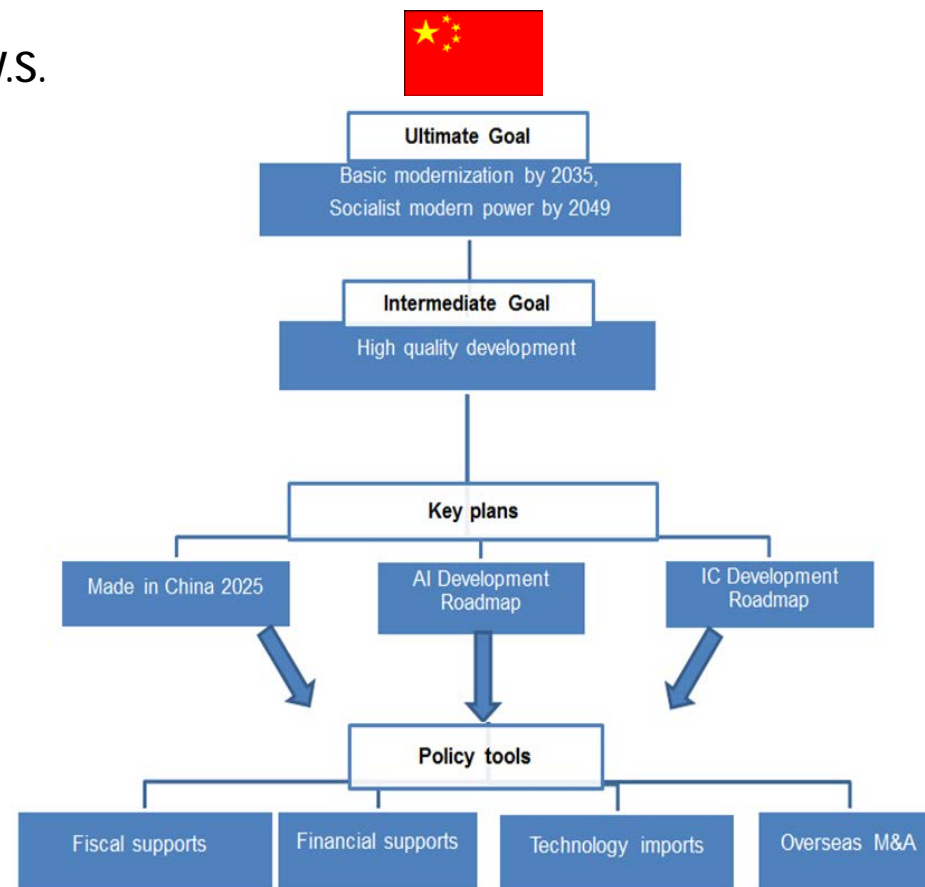 V.S.
Ultimate Goal
Basic modernization by 2035,
Socialist modern power by 2049
Intermediate Goal
High quality development
Key plans
Made in China 2025
AI Development
Roadmap
IC Development
Roadmap
Policy tools
Fiscal supports
Financial supports
Technology imports
Overseas M&A